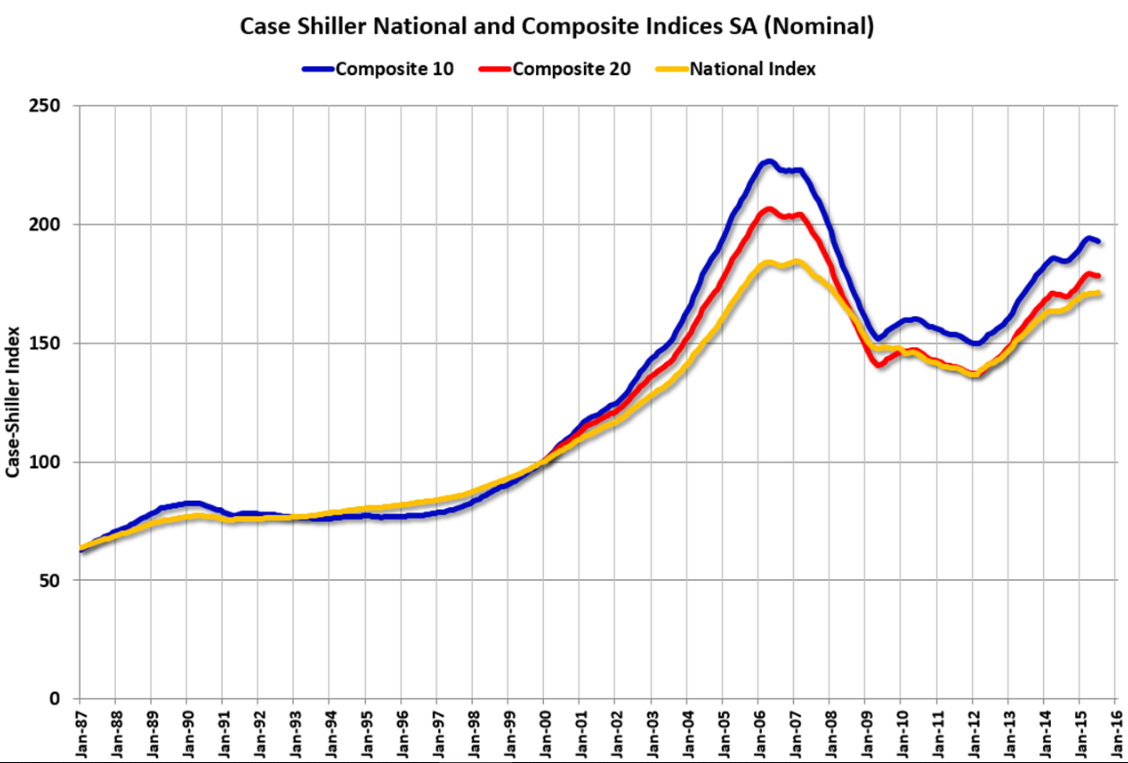 Case Shiller National and Composite Indices SA (Nominal)
Composite 10 Composite 20 National Index
250
200
150
100
50
0
Case-Shiller Index
Jan-87 Jan-88 Jan-89 Jan-90 Jan-91 Jan-92 Jan-93 Jan-94 Jan-95 Jan-96 Jan-97 Jan-98 Jan-99 Jan-00 Jan-01 Jan-02 Jan-03 Jan-04 Jan-05 Jan-06 Jan-07 Jan-08 Jan-09 Jan-10 Jan-11 Jan-12 Jan-13 Jan-14 Jan-15 Jan-16